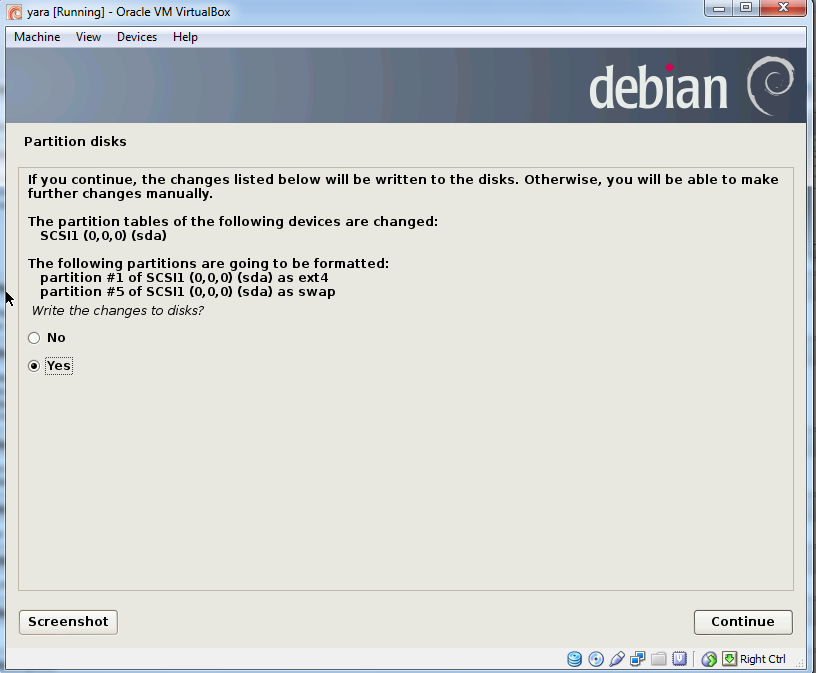 yara [Running] - Oracle VM VirtualBox
Machine View Devices Help
debian
Partition disks
If you continue, the changes listed below will be written to the disks. Otherwise, you will be able to make
further changes manually.
The partition tables of the following devices are changed:
SCSI1 (0,0,0) (sda)
The following partitions are going to be formatted:
partition #1 of SCSI1 (0,0,0) (sda) as ext4
partition #5 of SCSI1 (0,0,0) (sda) as swap
Write the changes to disks?
No
Yes
Screenshot Continue
Right Ctrl